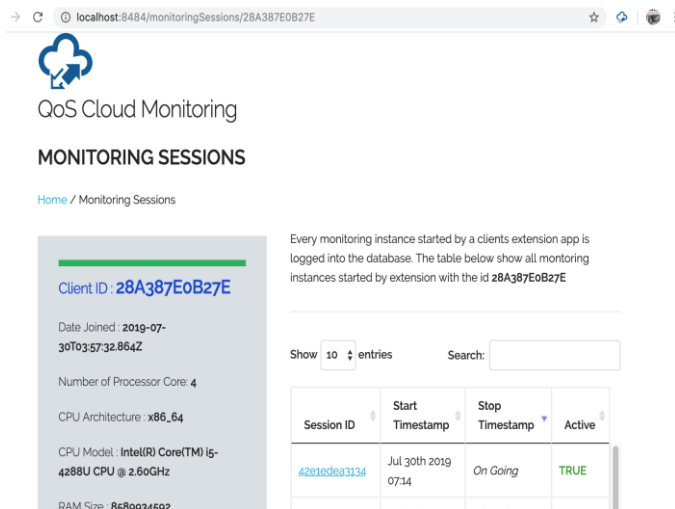 localhost:8484/monitoringSessions/28A387E0B27E
QoS Cloud Monitoring
MONITORING SESSIONS
Home / Monitoring Sessions
Client ID : 28A387E0B27E
Date Joined : 2019-07-
30T03:57:32.864Z
Number of Processor Core: 4
CPU Architecture : x86_64
CPU Model : Intel(R) Core(TM) i5-
4288U CPU @ 2.60GHz
RAM Size : 8589934592
Every monitoring instance started by a clients extension app is
logged into the database. The table below show all montoring
instances started by extension with the id 28A387E0B27E
Show 10 entries Search:
Session ID Start Timestamp Stop Timestamp Active
42e1edea3134 Jul 30th 2019 07:14 On Going TRUE